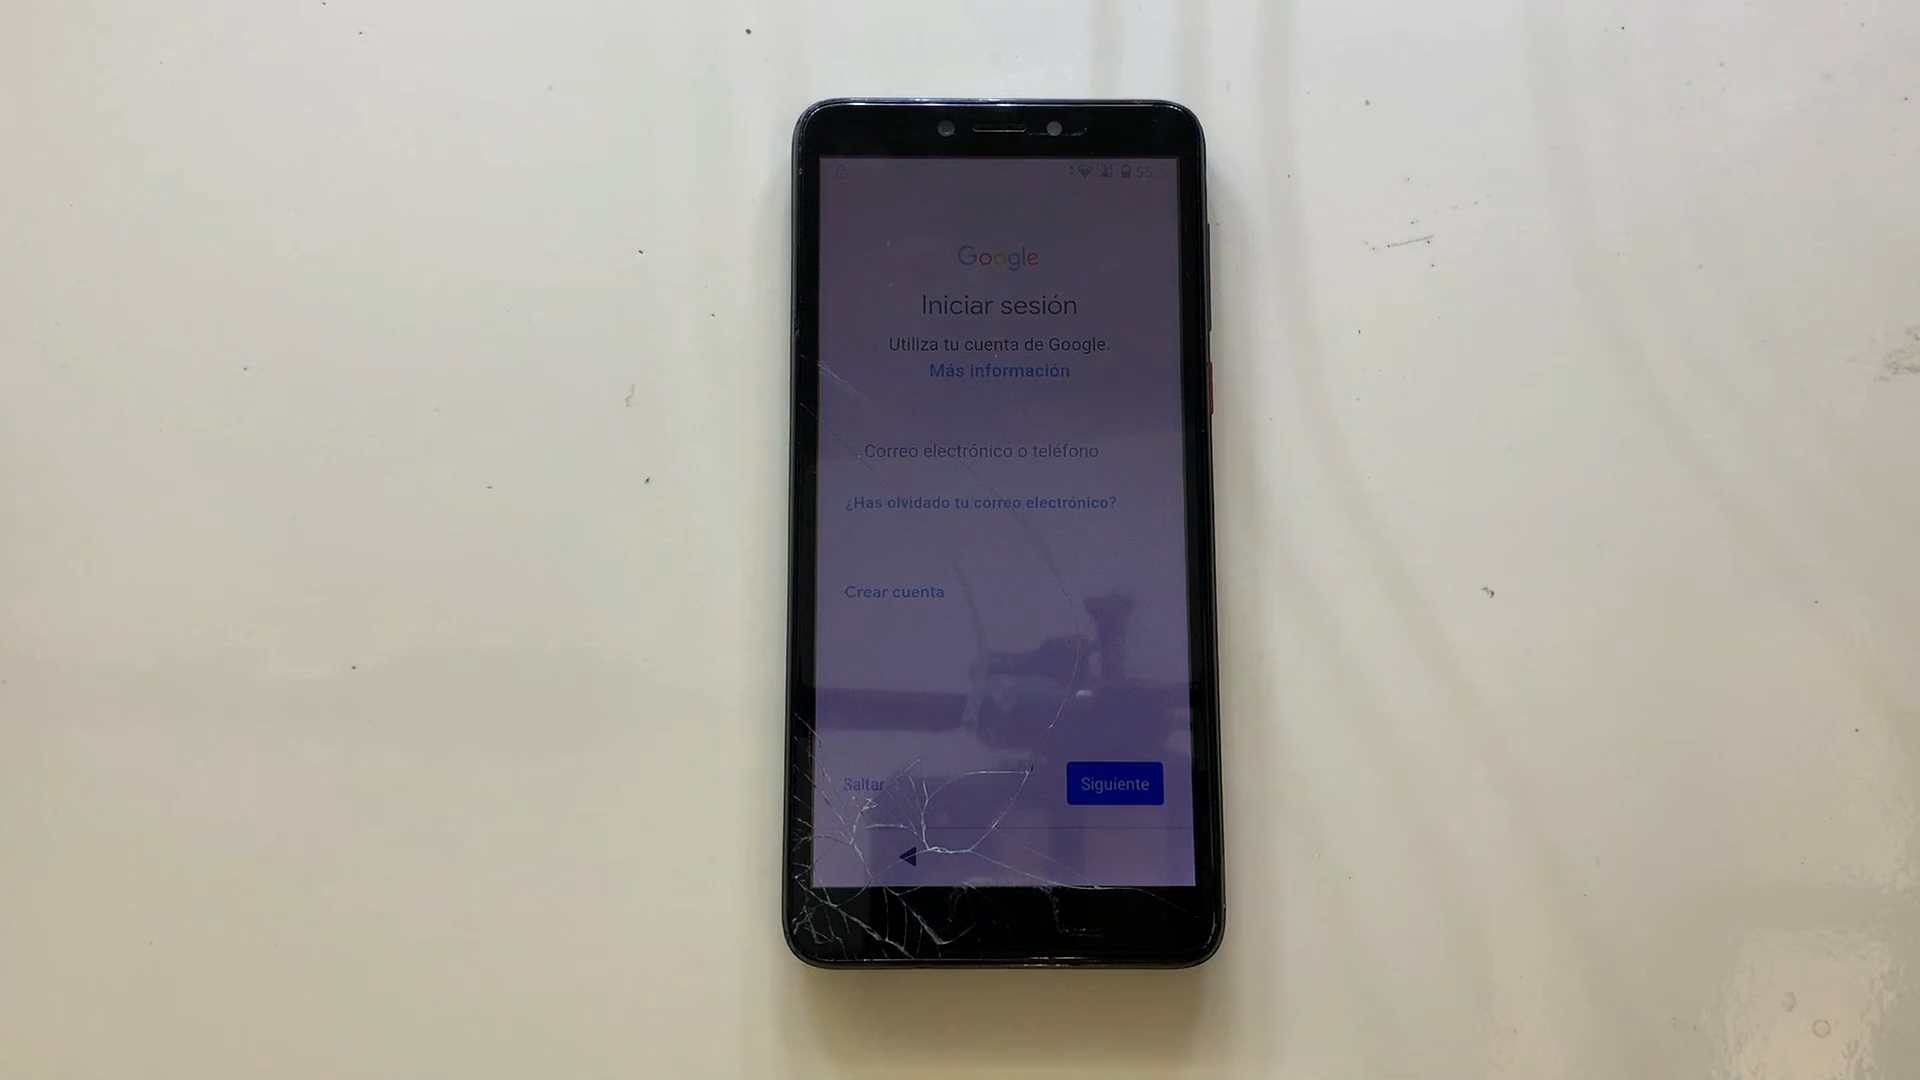 55
Google
Iniciar sesión
Utiliza tu cuenta de Google.
Más información
Correo electrónico o teléfono
¿Has olvidado tu correo electrónico?
Crear cuenta
Saltar
Siguiente